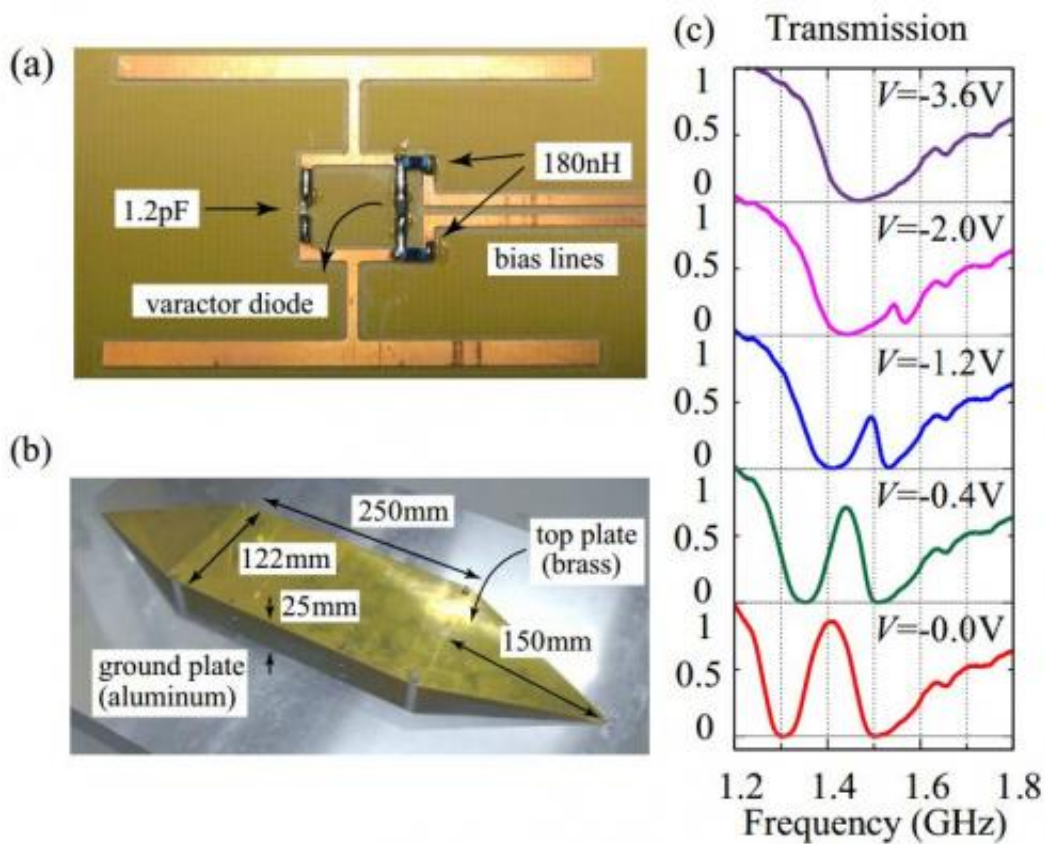 (a)
1.2pF
180nH
bias lines
varactor diode
(b)
250mm
122mm
25mm
top plate
(brass)
150mm
ground plate
(aluminum)
(c)
Transmission
V=-3.6V
1
0.5
0
V=-2.0V
1
0.5
0
V=-1.2V
1
0.5
0
V=-0.4V
1
0.5
0
V=-0.0V
1
0.5
0
1.2 1.4 1.6 1.8
Frequency (GHz)